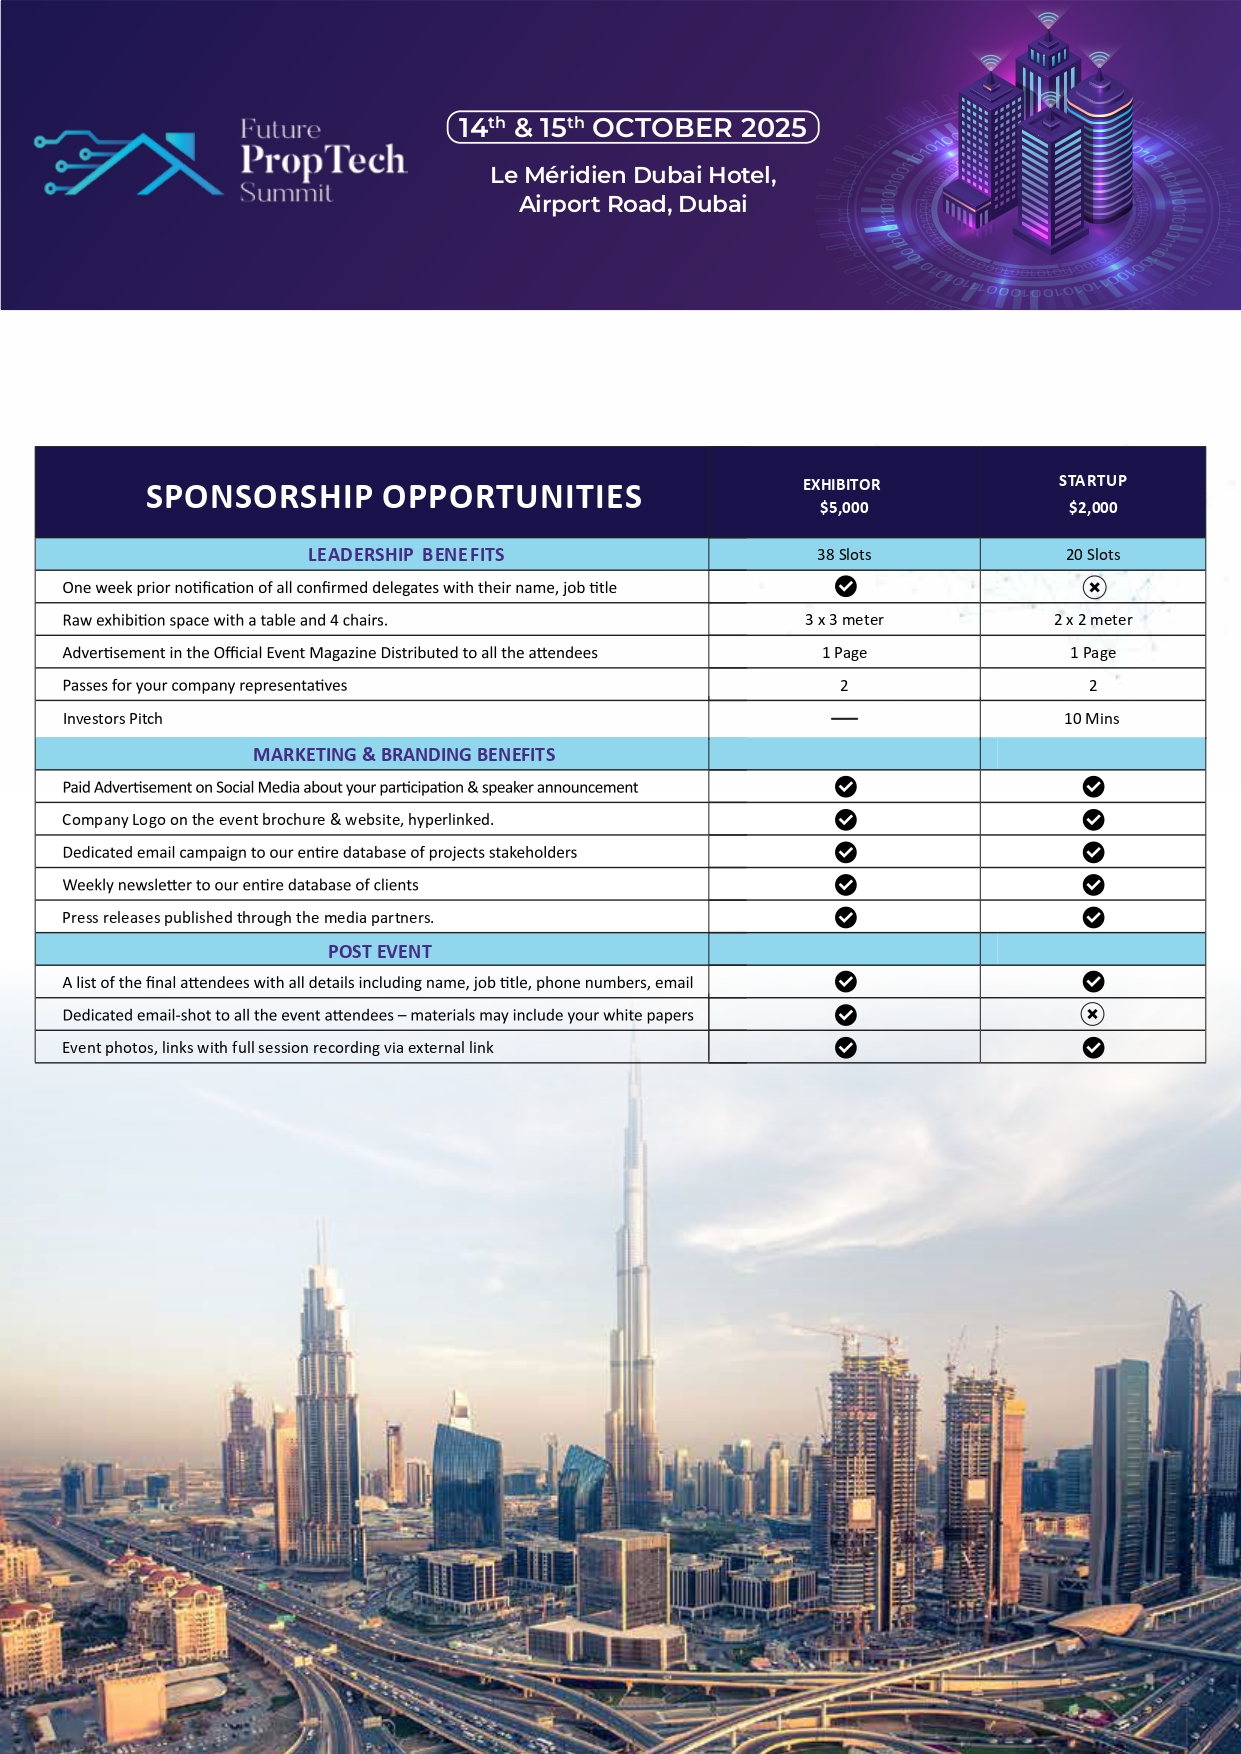 Future
PropTech
Summit
14th & 15th OCTOBER 2025
Le Méridien Dubai Hotel,
Airport Road, Dubai
SPONSORSHIP OPPORTUNITIES
EXHIBITOR
$5,000
STARTUP
$2,000
LEADERSHIP BENEFITS 38 Slots 20 Slots
One week prior notification of all confirmed delegates with their name, job title
Raw exhibition space with a table and 4 chairs. 3 x 3 meter 2 x 2 meter
Advertisement in the Official Event Magazine Distributed to all the attendees 1 Page 1 Page
Passes for your company representatives 2 2
Investors Pitch — 10 Mins
MARKETING & BRANDING BENEFITS
Paid Advertisement on Social Media about your participation & speaker announcement
Company Logo on the event brochure & website, hyperlinked.
Dedicated email campaign to our entire database of projects stakeholders
Weekly newsletter to our entire database of clients
Press releases published through the media partners.
POST EVENT
A list of the final attendees with all details including name, job title, phone numbers, email
Dedicated email-shot to all the event attendees – materials may include your white papers
Event photos, links with full session recording via external link